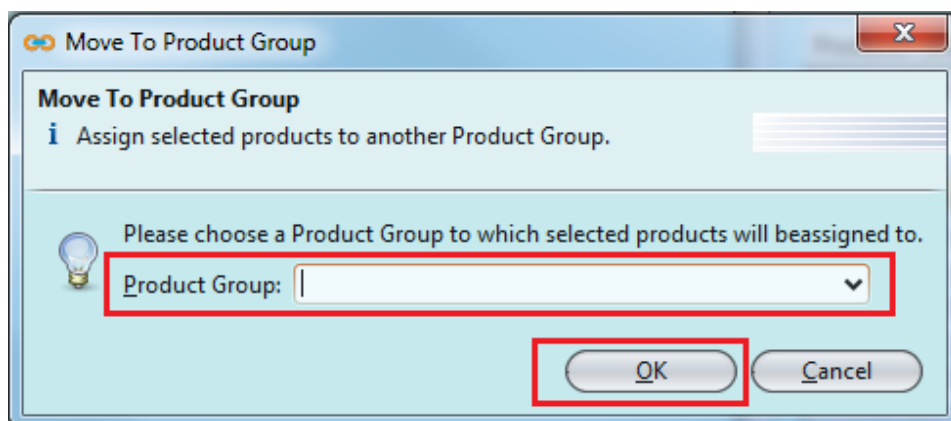 Move To Product Group
Move To Product Group
i Assign selected products to another Product Group.
Please choose a Product Group to which selected products will beassigned to.
Product Group:
OK Cancel